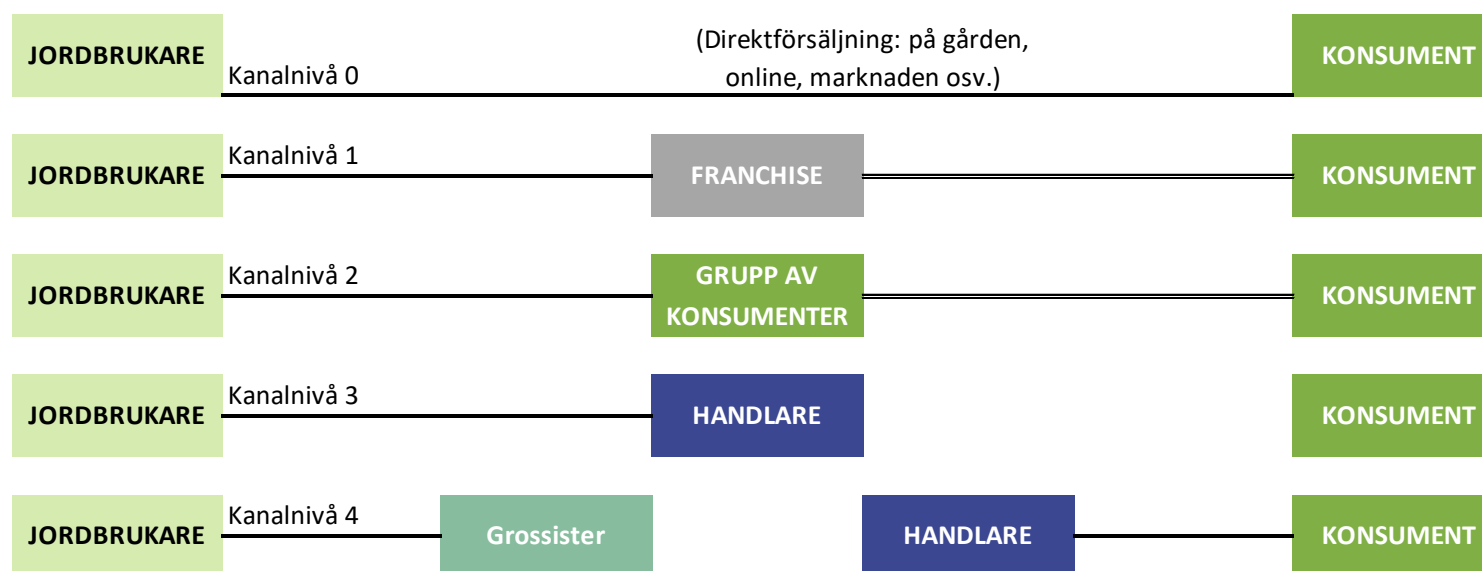 JORDBRUKARE
Kanalnivå 0
(Direktförsäljning: på gården,
online, marknaden osv.)
KONSUMENT
JORDBRUKARE
Kanalnivå 1
FRANCHISE
KONSUMENT
JORDBRUKARE
Kanalnivå 2
GRUPP AV
KONSUMENTER
KONSUMENT
JORDBRUKARE
Kanalnivå 3
HANDLARE
KONSUMENT
JORDBRUKARE
Kanalnivå 4
Grossister
HANDLARE
KONSUMENT